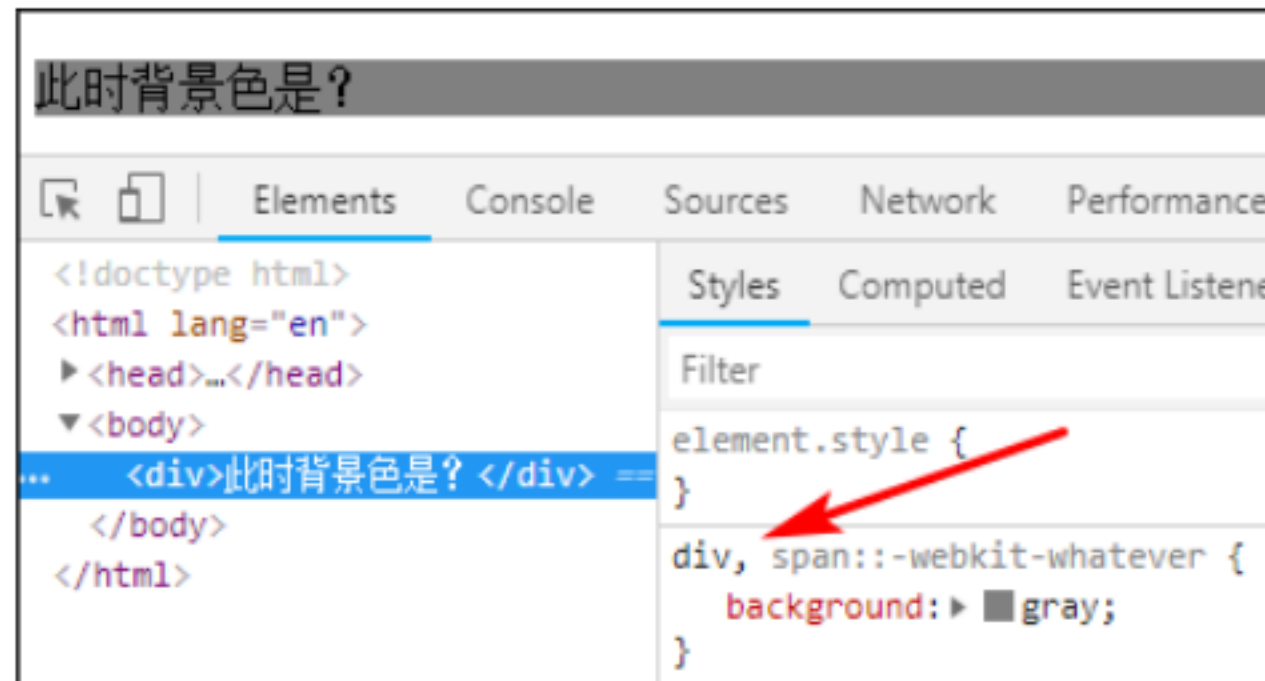 此时背景色是？
Elements Console Sources Network Performance
<!doctype html>
<html lang="en">
▶<head>…</head>
▼<body>
… <div>此时背景色是？</div> ==
</body>
</html>
Styles Computed Event Listene
Filter
element.style {
}
div, span::-webkit-whatever {
background:▶ gray;
}